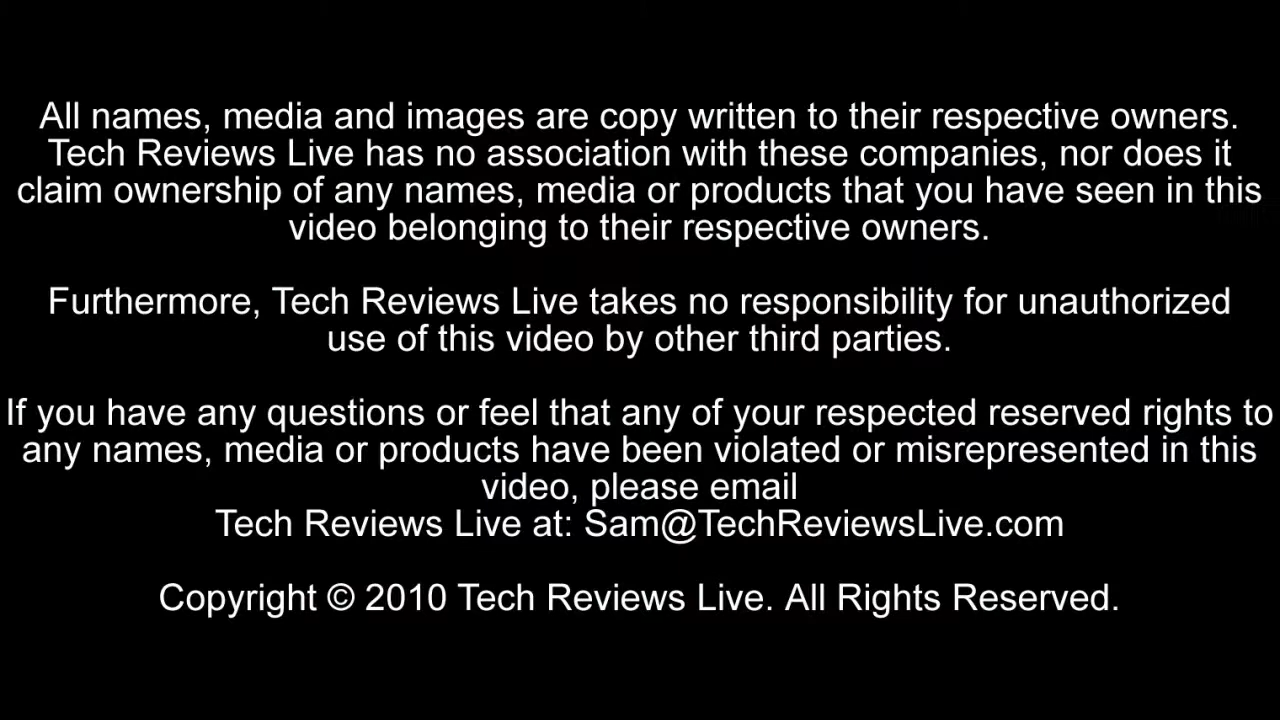 All names, media and images are copy written to their respective owners.
Tech Reviews Live has no association with these companies, nor does it
claim ownership of any names, media or products that you have seen in this
video belonging to their respective owners.
Furthermore, Tech Reviews Live takes no responsibility for unauthorized
use of this video by other third parties.
If you have any questions or feel that any of your respected reserved rights to
any names, media or products have been violated or misrepresented in this
video, please email
Tech Reviews Live at: Sam@TechReviewsLive.com
Copyright © 2010 Tech Reviews Live. All Rights Reserved.